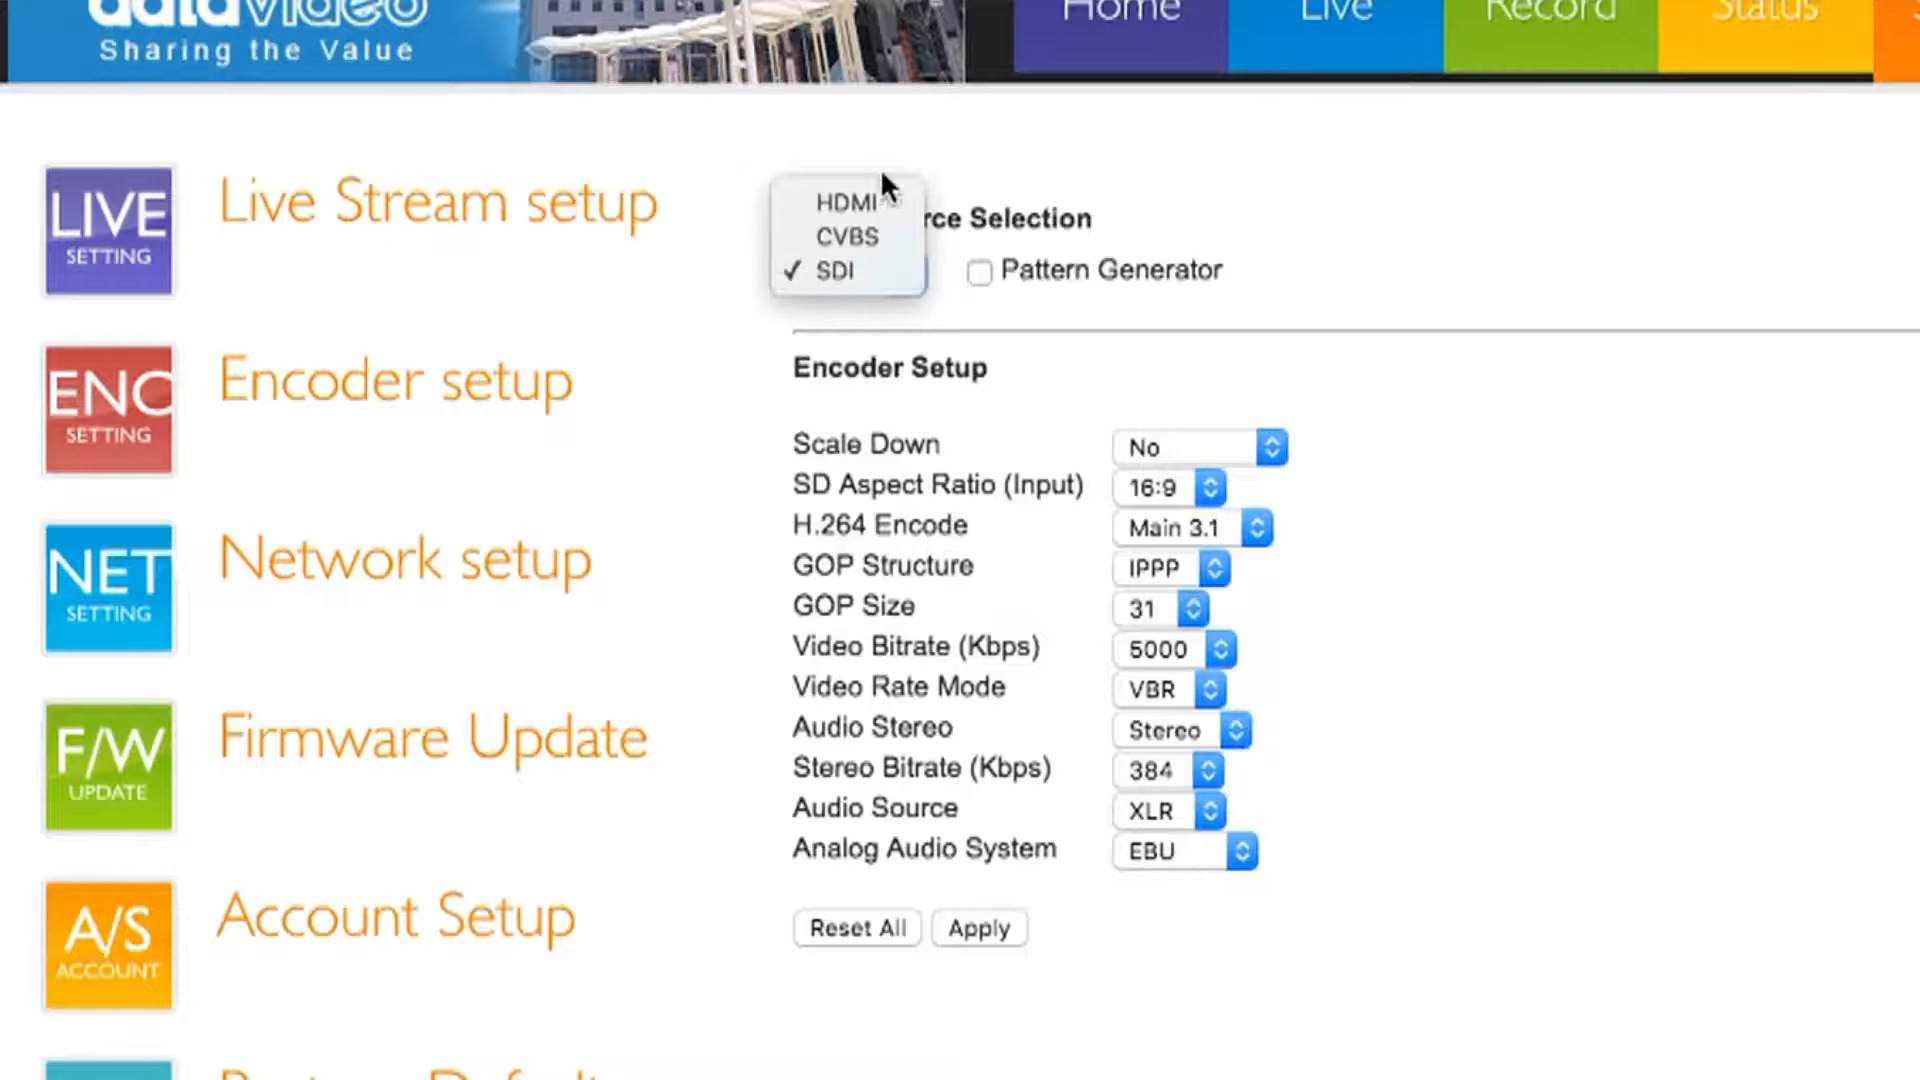 datavideo
Sharing the Value
Home
Live
Record
Status
LIVE
SETTING
Live Stream setup
HDMI
CVBS
✓ SDI
rce Selection
Pattern Generator
ENC
SETTING
Encoder setup
Encoder Setup
Scale Down No
SD Aspect Ratio (Input) 16:9
H.264 Encode Main 3.1
GOP Structure IPPP
GOP Size 31
Video Bitrate (Kbps) 5000
Video Rate Mode VBR
Audio Stereo Stereo
Stereo Bitrate (Kbps) 384
Audio Source XLR
Analog Audio System EBU
Reset All Apply
NET
SETTING
Network setup
F/W
UPDATE
Firmware Update
A/S
ACCOUNT
Account Setup